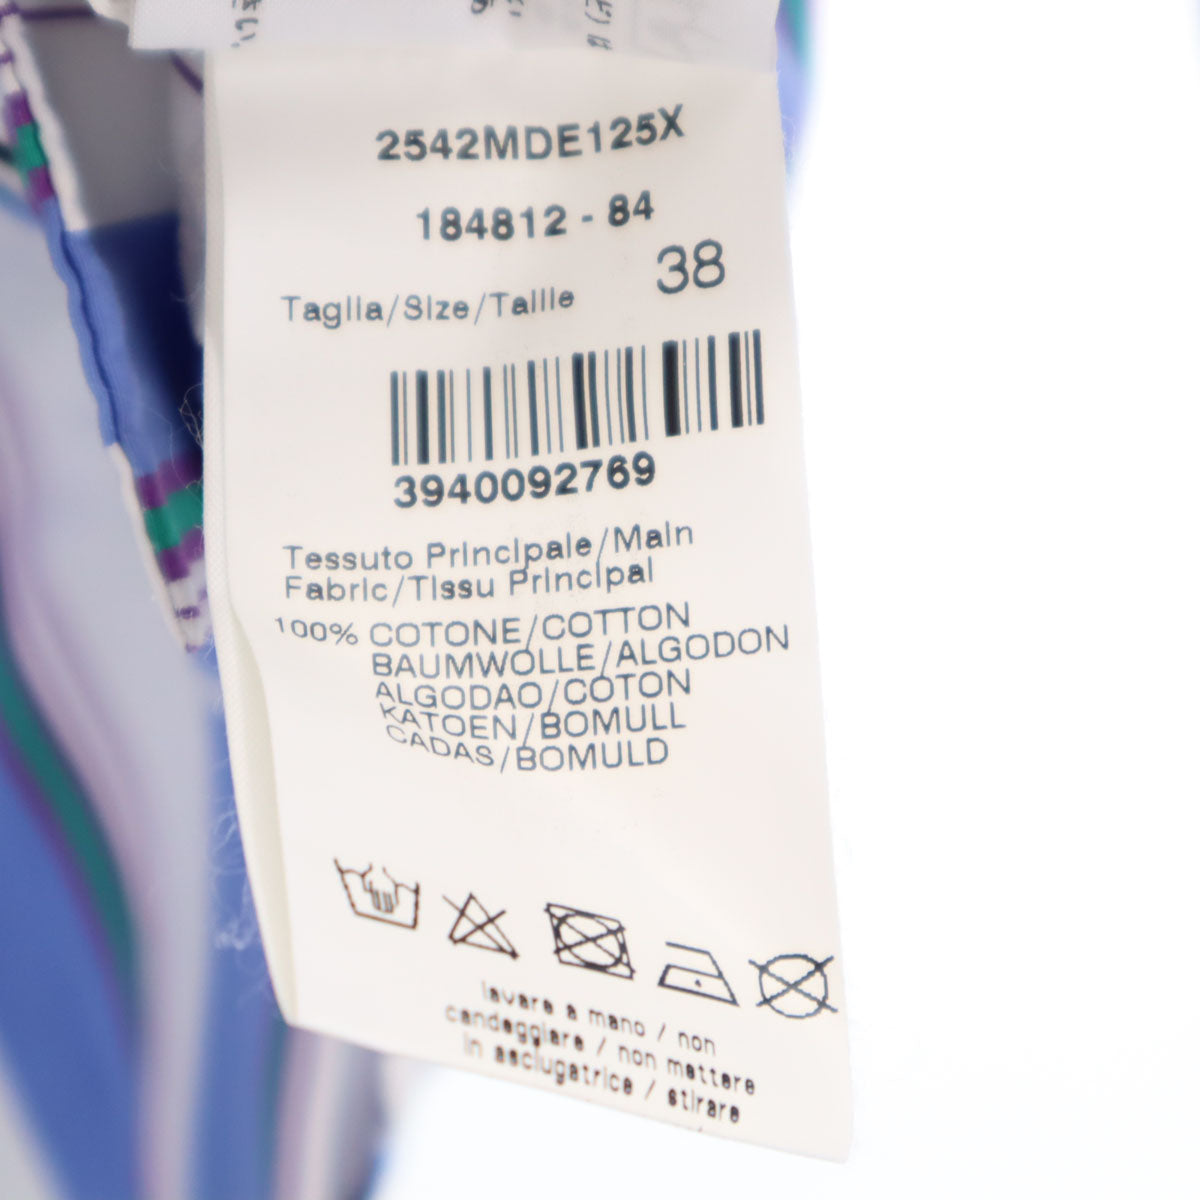 2542MDE125X
184812 - 84
38
Taglia/Size/Taille
3940092769
Tessuto Principale/Main
Fabric/Tissu Principal
100% COTONE/COTTON
BAUMWOLLE/ALGODON
ALGODAO/COTON
KATOEN/BOMULL
CADAS/BOMULD
lavare a mano / non
candeggiare / non mettere
in asciugatrice / stirare